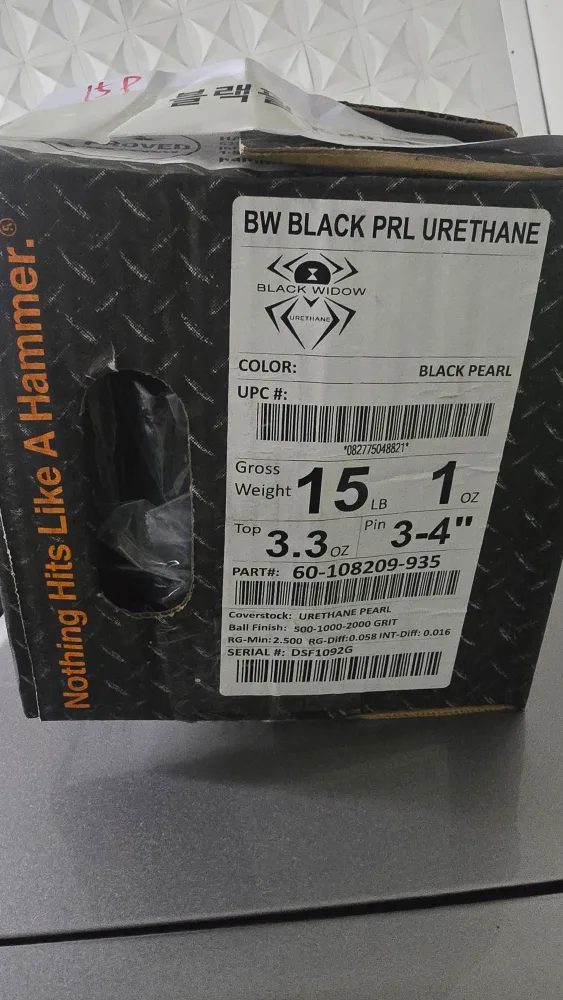 15 P
블랙
BW BLACK PRL URETHANE
BLACK WIDOW
URETHANE
COLOR: BLACK PEARL
UPC #:
*082775048821*
Gross Weight 15 LB 1 OZ
Top 3.3 OZ Pin 3-4"
PART#: 60-108209-935
Coverstock: URETHANE PEARL
Ball Finish: 500-1000-2000 GRIT
RG-Min: 2.500 RG-Diff: 0.058 INT-Diff: 0.016
SERIAL #: DSF1092G
Nothing Hits Like A Hammer.®